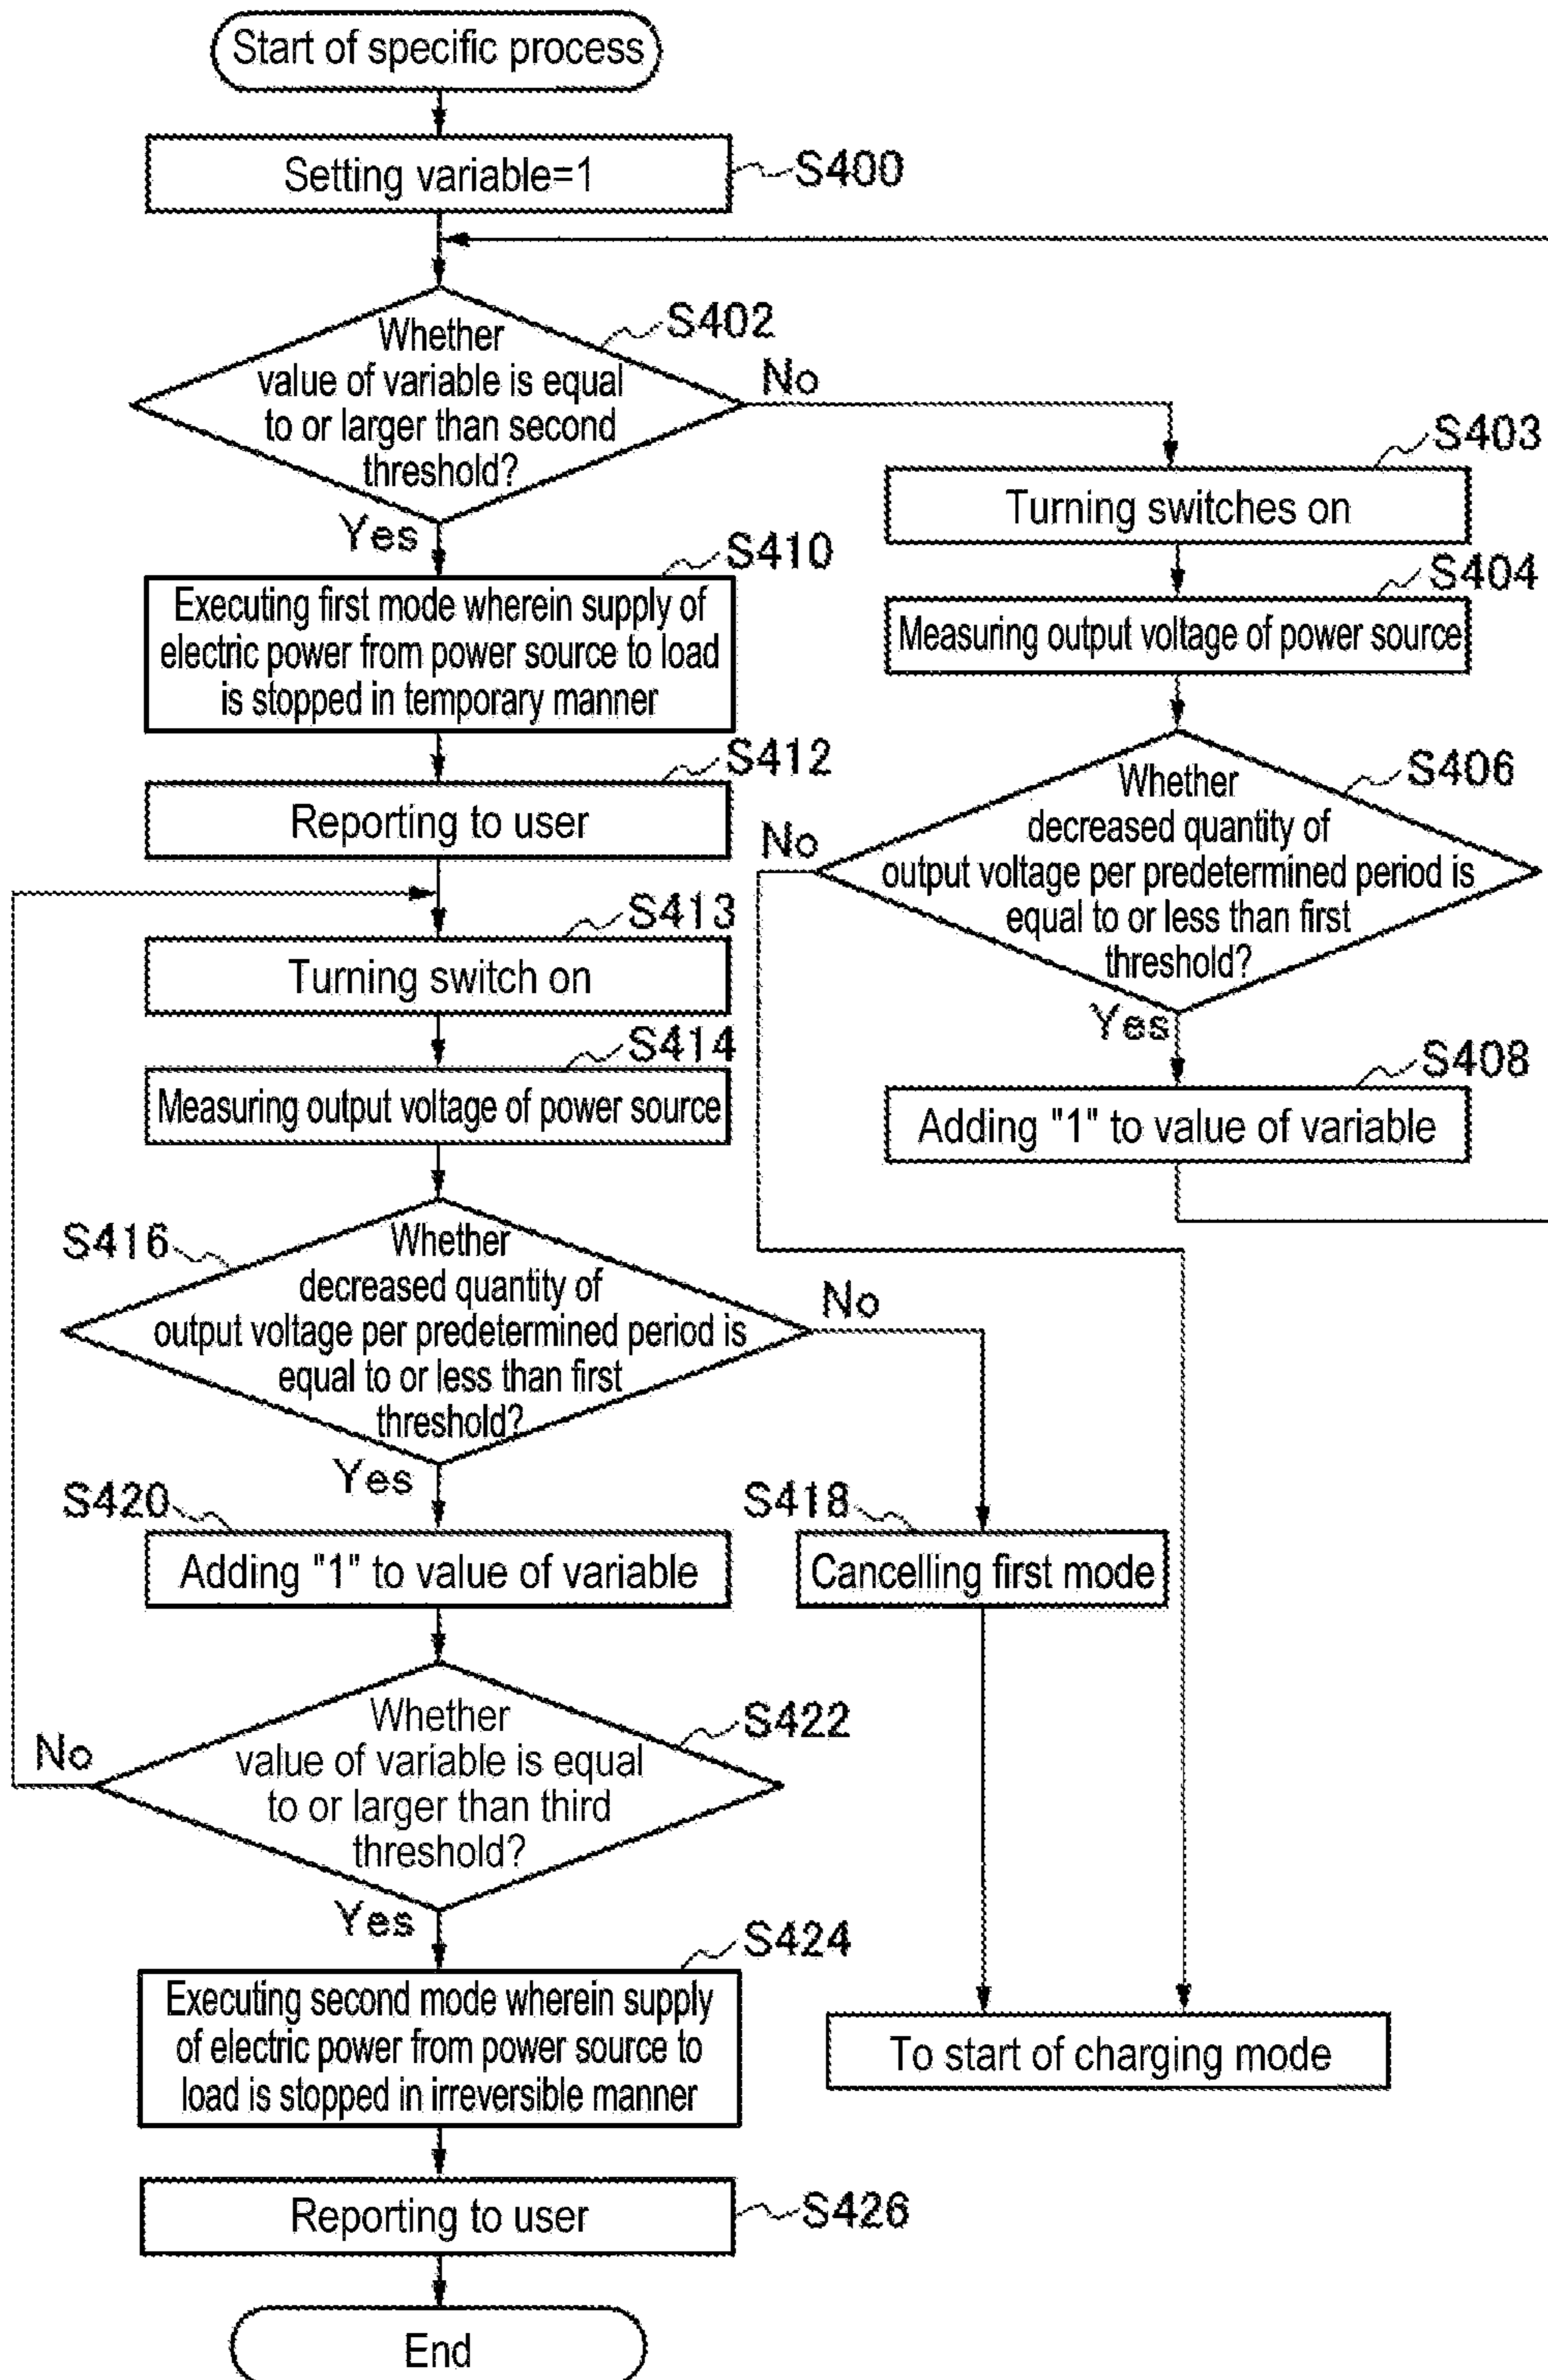 Start of specific process
Setting variable=1
S400
Whether
value of variable is equal
to or larger than second
threshold?
S402
No
Yes
S403
Turning switches on
S404
Measuring output voltage of power source
S406
Whether
decreased quantity of
output voltage per predetermined period is
equal to or less than first
threshold?
No
Yes
S408
Adding "1" to value of variable
S410
Executing first mode wherein supply of
electric power from power source to load
is stopped in temporary manner
S412
Reporting to user
S413
Turning switch on
S414
Measuring output voltage of power source
S416
Whether
decreased quantity of
output voltage per predetermined period is
equal to or less than first
threshold?
No
Yes
S418
Cancelling first mode
S420
Adding "1" to value of variable
S422
Whether
value of variable is equal
to or larger than third
threshold?
No
Yes
S424
Executing second mode wherein supply
of electric power from power source to
load is stopped in irreversible manner
To start of charging mode
Reporting to user
S426
End